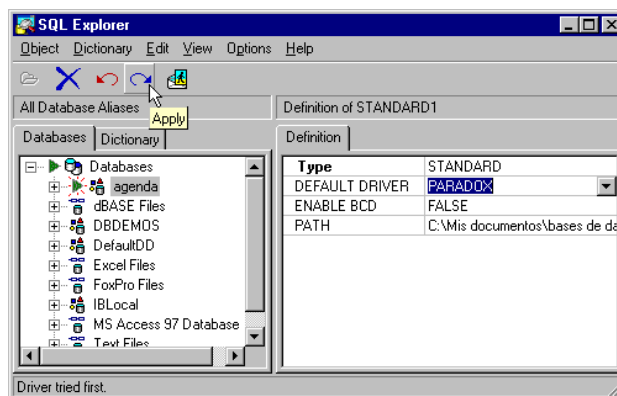 SQL Explorer
Object Dictionary Edit View Options Help
All Database Aliases
Definition of STANDARD1
Apply
Databases Dictionary
Definition
Databases
agenda
dBASE Files
DBDEMOS
DefaultDD
Excel Files
FoxPro Files
IBLocal
MS Access 97 Database
Text Files
Type STANDARD
DEFAULT DRIVER PARADOX
ENABLE BCD FALSE
PATH C:\Mis documentos\bases de da
Driver tried first.